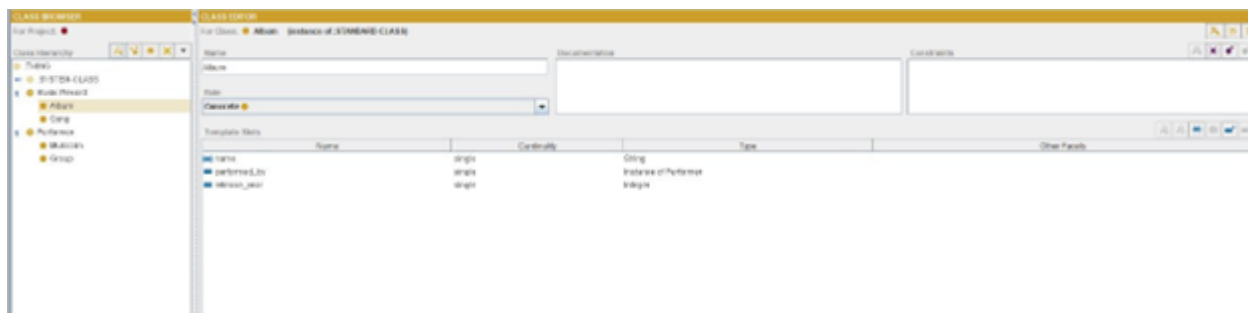 CLASS BROWSER
CLASS EDITOR
For Project:
For Class: Album (instance of :STANDARD-CLASS)
Class Hierarchy
Name
Documentation
Constraints
:THING
Album
:SYSTEM-CLASS
Role
Album
Concrete
Song
Template Slots
Performer
Name Cardinality Type Other Facets
Musician
name single String
Group
performed_by single Instance of Performer
release_year single Integer